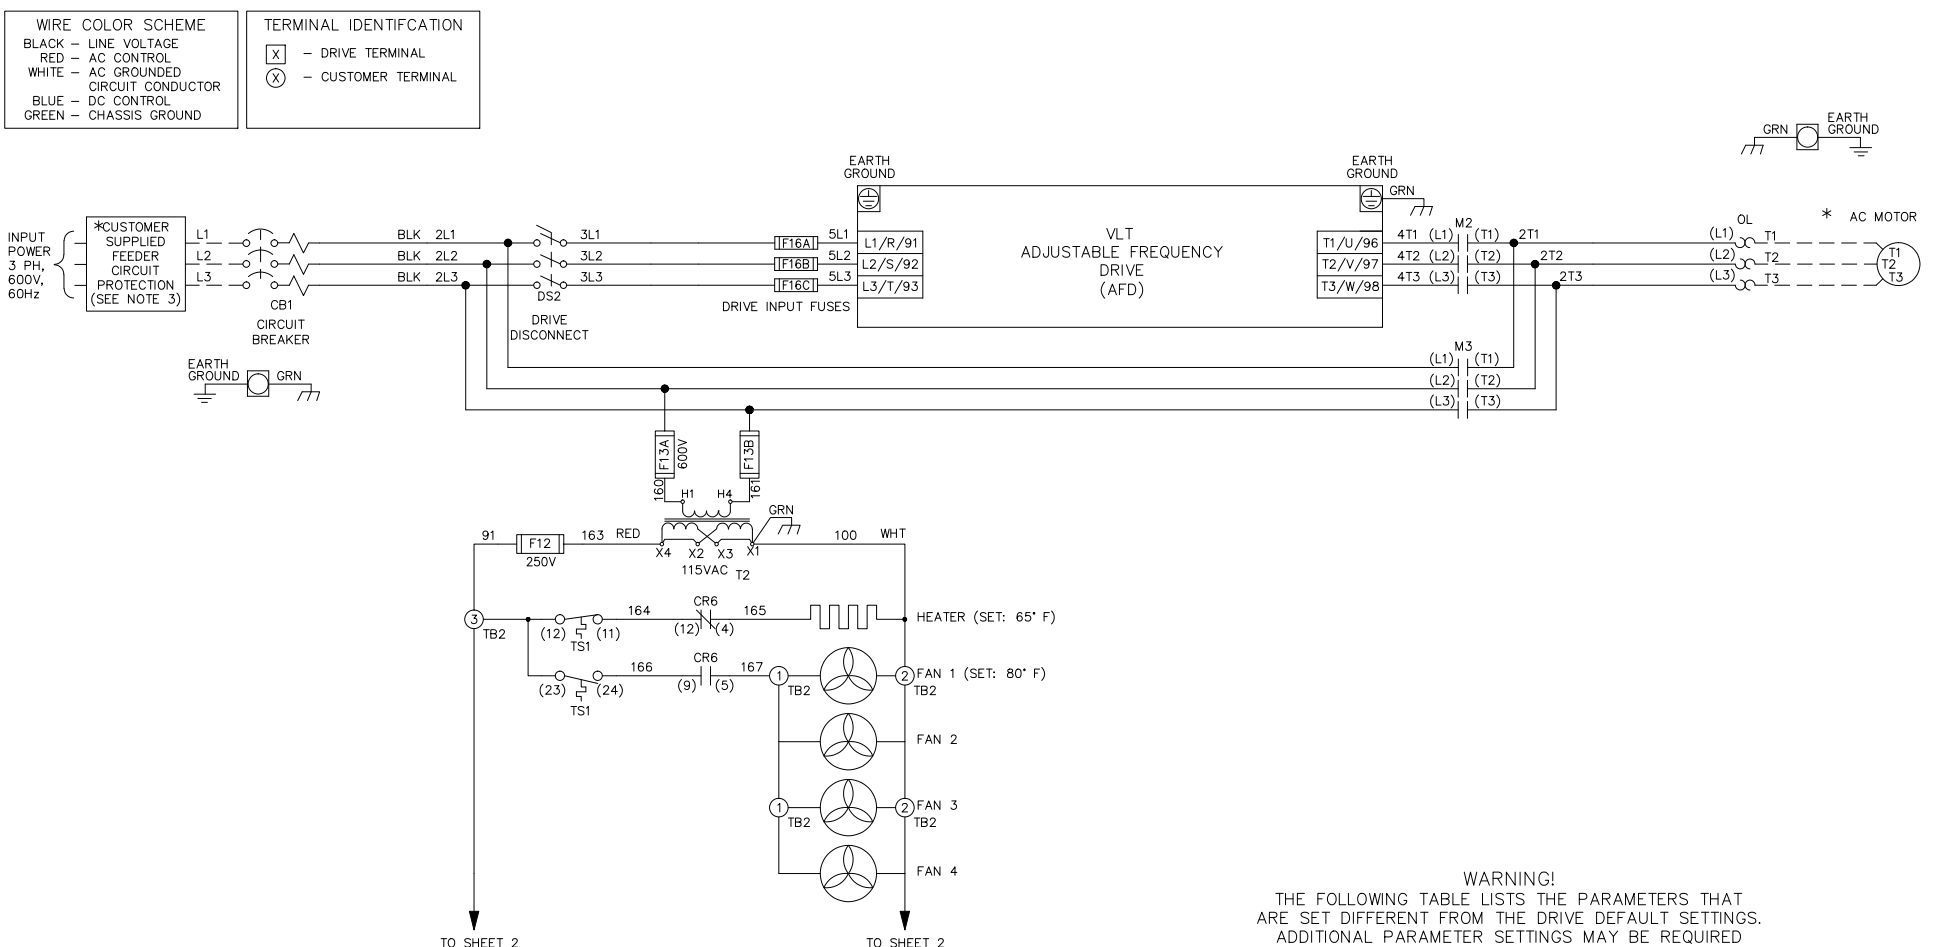 WIRE COLOR SCHEME
BLACK – LINE VOLTAGE
RED – AC CONTROL
WHITE – AC GROUNDED
CIRCUIT CONDUCTOR
BLUE – DC CONTROL
GREEN – CHASSIS GROUND
TERMINAL IDENTIFCATION
X – DRIVE TERMINAL
X – CUSTOMER TERMINAL
GRN
EARTH
GROUND
INPUT
POWER
3 PH,
600V,
60Hz
*CUSTOMER
SUPPLIED
FEEDER
CIRCUIT
PROTECTION
(SEE NOTE 3)
L1
L2
L3
CB1
CIRCUIT
BREAKER
BLK 2L1
BLK 2L2
BLK 2L3
DS2
DRIVE
DISCONNECT
3L1
3L2
3L3
F16A
F16B
F16C
DRIVE INPUT FUSES
5L1
5L2
5L3
EARTH
GROUND
L1/R/91
L2/S/92
L3/T/93
VLT
ADJUSTABLE FREQUENCY
DRIVE
(AFD)
EARTH
GROUND
GRN
T1/U/96
T2/V/97
T3/W/98
M2
4T1 (L1) (T1) 2T1
4T2 (L2) (T2) 2T2
4T3 (L3) (T3) 2T3
OL
(L1) T1
(L2) T2
(L3) T3
* AC MOTOR
T1
T2
T3
EARTH
GROUND
GRN
M3
(L1) (T1)
(L2) (T2)
(L3) (T3)
F13A
600V
F13B
160
161
H1 H4
GRN
91
F12
250V
163 RED
X4 X2 X3 X1
115VAC T2
100 WHT
3
TB2
(12) (11)
TS1
164
CR6
(12) (4)
165
HEATER (SET: 65° F)
(23) (24)
TS1
166
CR6
(9) (5)
167
1
TB2
2
TB2
FAN 1 (SET: 80° F)
FAN 2
1
TB2
2
TB2
FAN 3
FAN 4
TO SHEET 2
TO SHEET 2
WARNING!
THE FOLLOWING TABLE LISTS THE PARAMETERS THAT
ARE SET DIFFERENT FROM THE DRIVE DEFAULT SETTINGS.
ADDITIONAL PARAMETER SETTINGS MAY BE REQUIRED